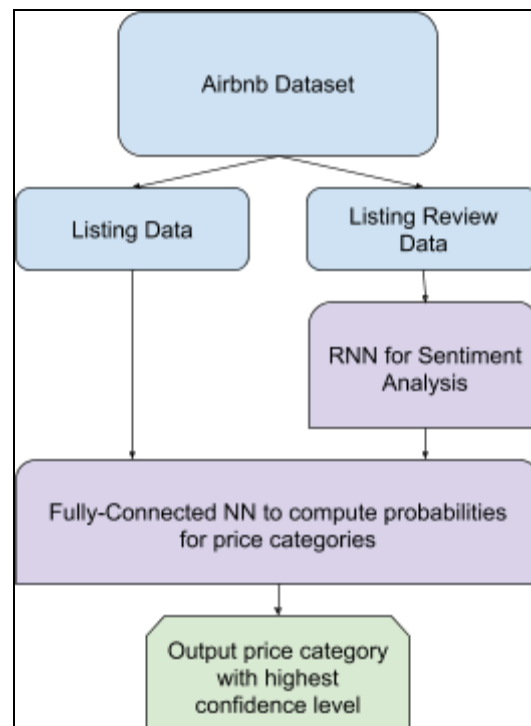 Airbnb Dataset
Listing Data
Listing Review
Data
RNN for Sentiment
Analysis
Fully-Connected NN to compute probabilities
for price categories
Output price category
with highest
confidence level